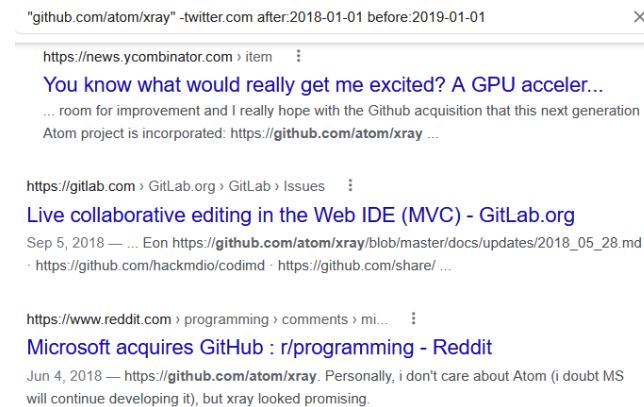 "github.com/atom/xray" -twitter.com after:2018-01-01 before:2019-01-01
https://news.ycombinator.com › item
You know what would really get me excited? A GPU acceler...
... room for improvement and I really hope with the Github acquisition that this next generation
Atom project is incorporated: https://github.com/atom/xray ...
https://gitlab.com › GitLab.org › GitLab › Issues
Live collaborative editing in the Web IDE (MVC) - GitLab.org
Sep 5, 2018 — ... Eon https://github.com/atom/xray/blob/master/docs/updates/2018_05_28.md
· https://github.com/hackmdio/codimd · https://github.com/share/ ...
https://www.reddit.com › programming › comments › mi...
Microsoft acquires GitHub : r/programming - Reddit
Jun 4, 2018 — https://github.com/atom/xray. Personally, i don't care about Atom (i doubt MS
will continue developing it), but xray looked promising.